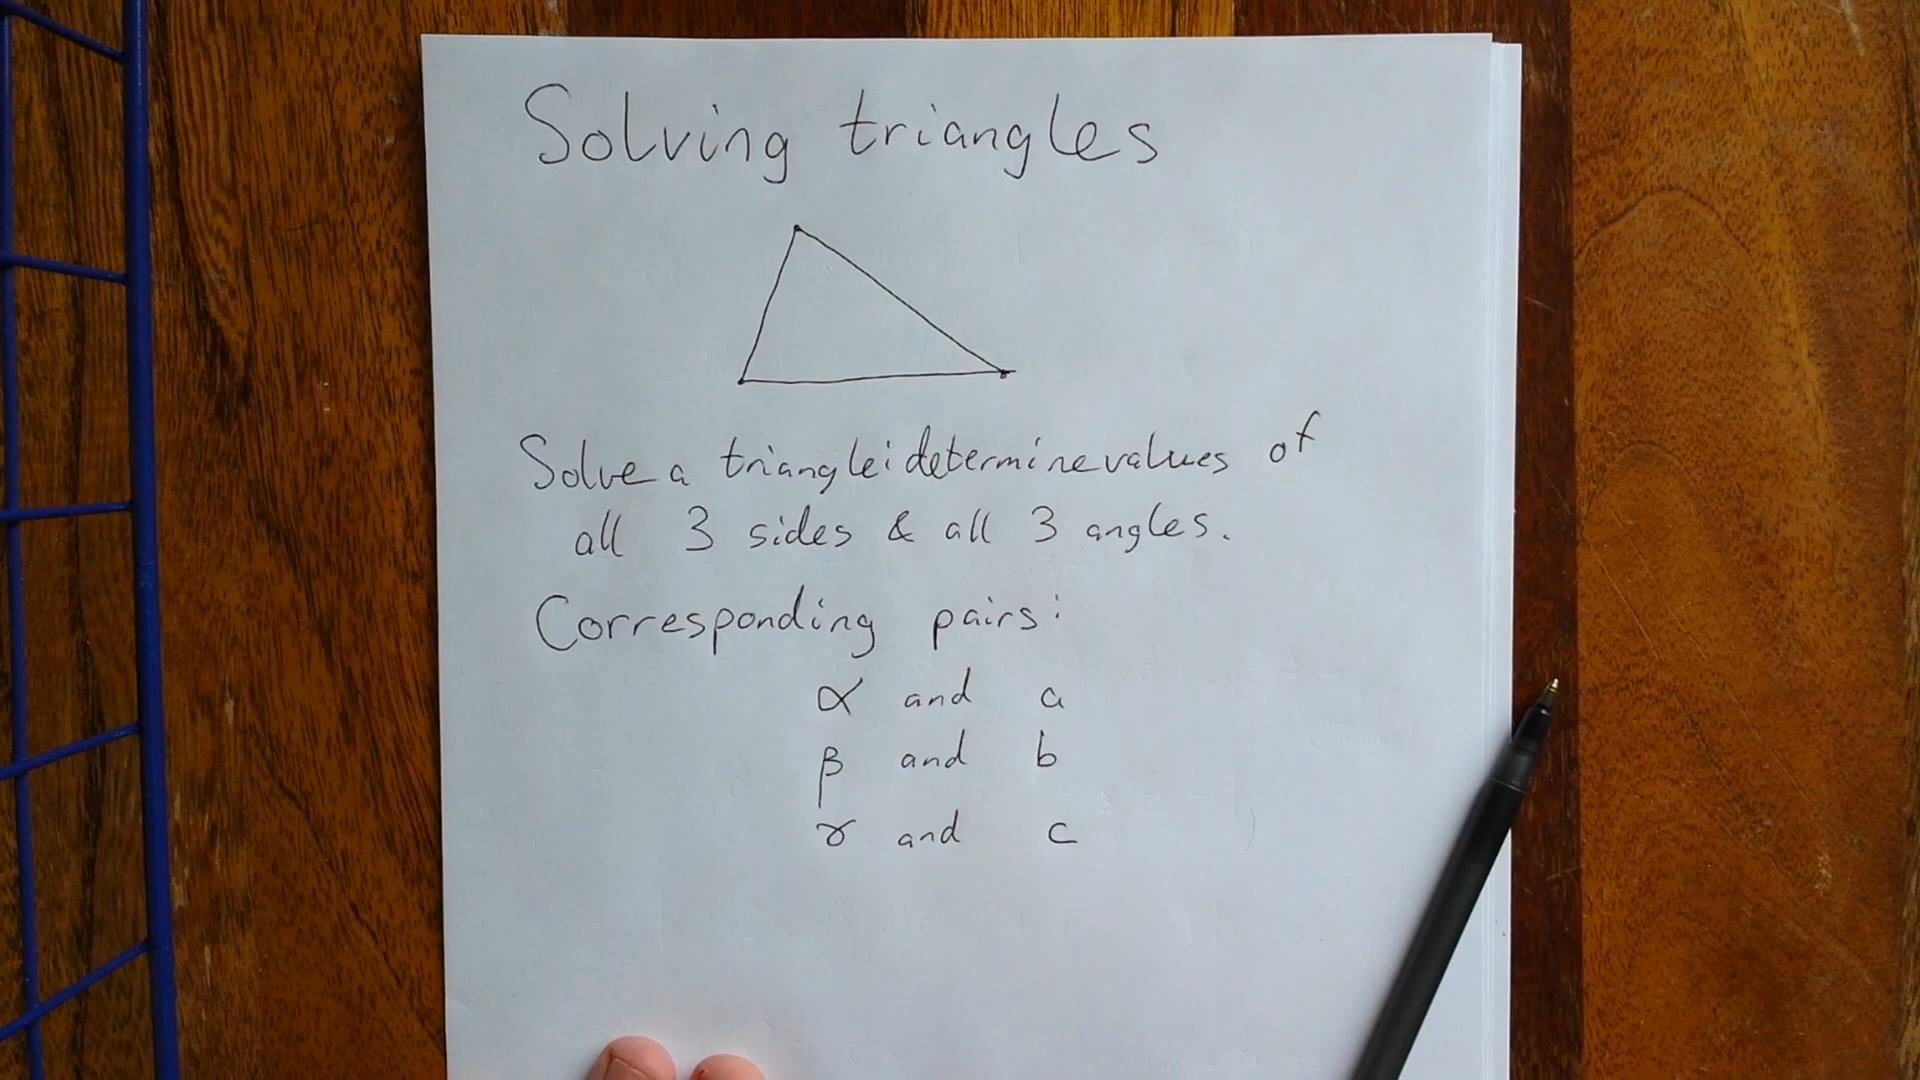 Solving triangles
Solve a triangle: determine values of
all 3 sides & all 3 angles.
Corresponding pairs:
α and a
β and b
γ and c